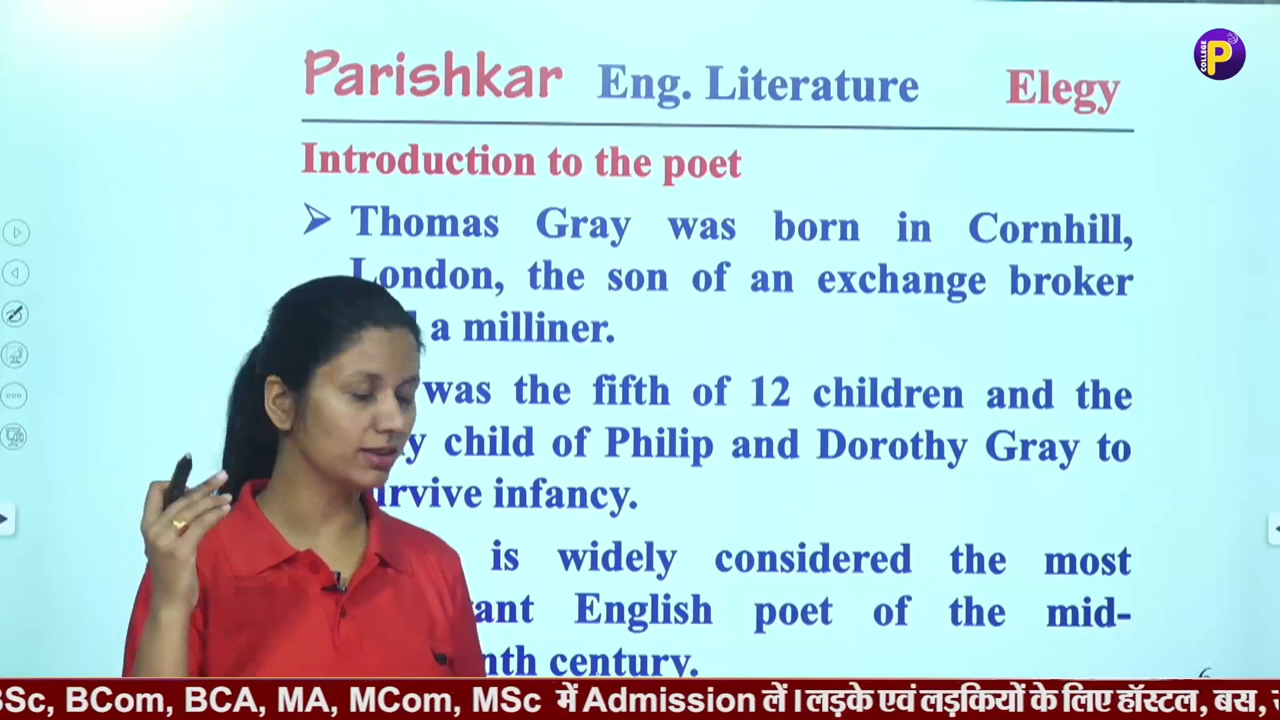 Parishkar Eng. Literature Elegy
COLLEGE P
Introduction to the poet
Thomas Gray was born in Cornhill,
London, the son of an exchange broker
a milliner.
was the fifth of 12 children and the
child of Philip and Dorothy Gray to
survive infancy.
is widely considered the most
English poet of the mid-
century.
BSc, BCom, BCA, MA, MCom, MSc में Admission लें । लड़के एवं लड़कियों के लिए हॉस्टल, बस,